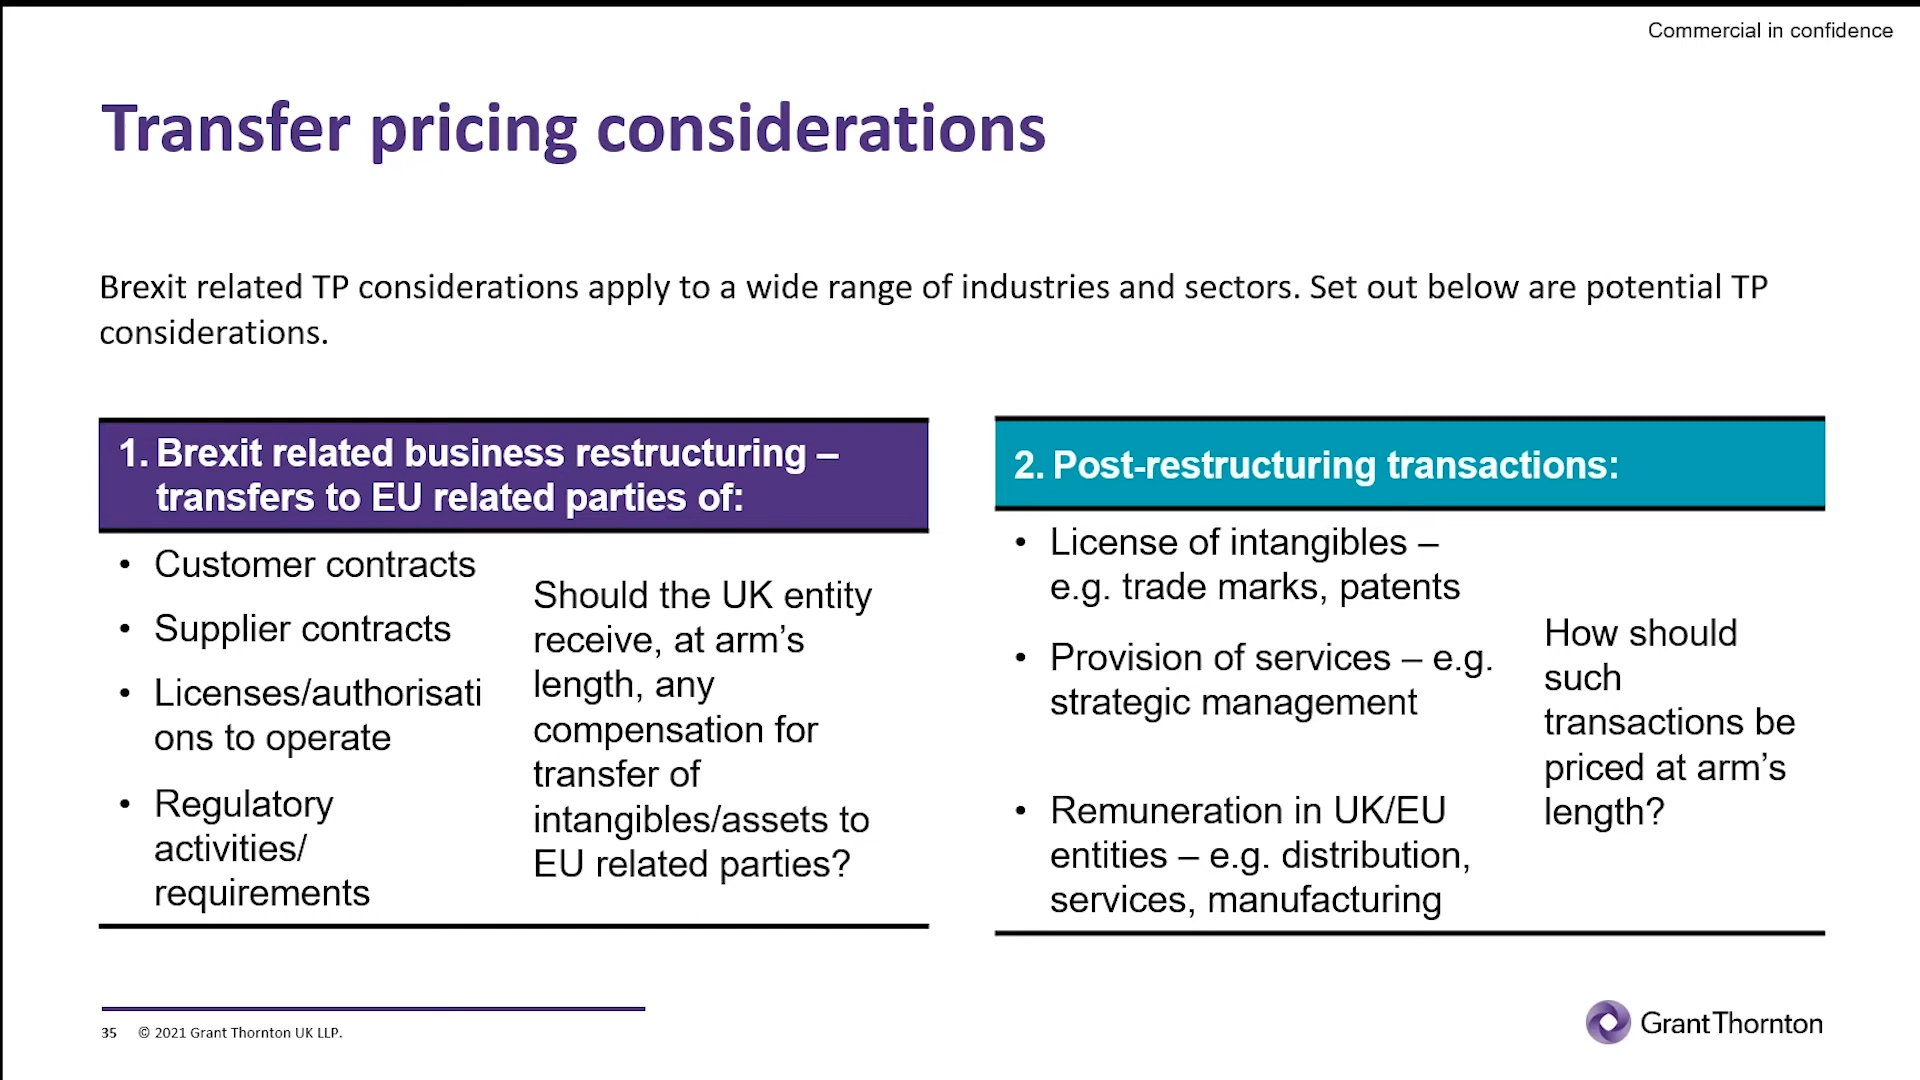 Commercial in confidence
Transfer pricing considerations
Brexit related TP considerations apply to a wide range of industries and sectors. Set out below are potential TP
considerations.
1. Brexit related business restructuring –
transfers to EU related parties of:
• Customer contracts
• Supplier contracts
• Licenses/authorisati
ons to operate
• Regulatory
activities/
requirements
Should the UK entity
receive, at arm’s
length, any
compensation for
transfer of
intangibles/assets to
EU related parties?
2. Post-restructuring transactions:
• License of intangibles –
e.g. trade marks, patents
• Provision of services – e.g.
strategic management
• Remuneration in UK/EU
entities – e.g. distribution,
services, manufacturing
How should
such
transactions be
priced at arm’s
length?
35 © 2021 Grant Thornton UK LLP.
Grant Thornton